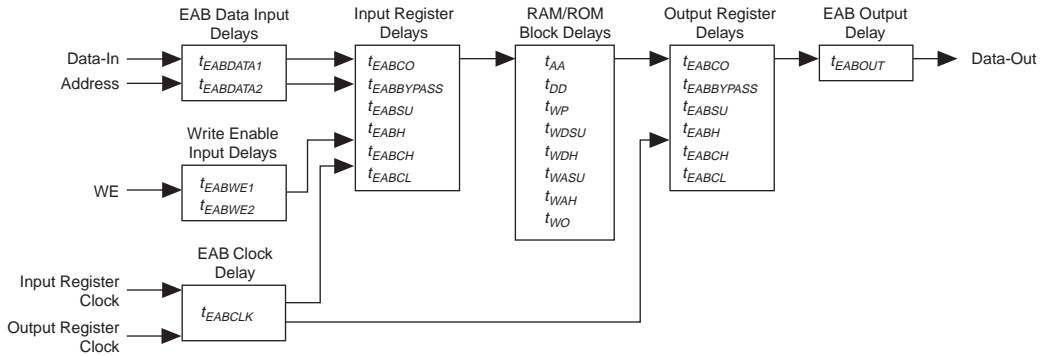 EAB Data Input
Delays
Data-In
Address
tEABDATA1
tEABDATA2
Write Enable
Input Delays
WE
tEABWE1
tEABWE2
EAB Clock
Delay
Input Register
Clock
Output Register
Clock
tEABCLK
Input Register
Delays
tEABCO
tEABBYPASS
tEABSU
tEABH
tEABCH
tEABCL
RAM/ROM
Block Delays
tAA
tDD
tWP
tWDSU
tWDH
tWASU
tWAH
tWO
Output Register
Delays
tEABCO
tEABBYPASS
tEABSU
tEABH
tEABCH
tEABCL
EAB Output
Delay
tEABOUT
Data-Out